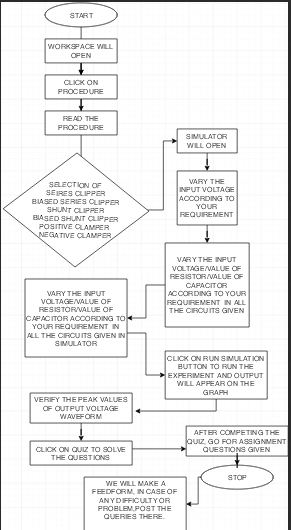 START
WORKSPACE WILL
OPEN
CLICK ON
PROCEDURE
READ THE
PROCEDURE
SELECTION OF
SEIRES CLIPPER
BIASED SERIES CLIPPER
SHUNT CLIPPER
BIASED SHUNT CLIPPER
POSITIVE CLAMPER
NEGATIVE CLAMPER
SIMULATOR
WILL OPEN
VARY THE
INPUT VOLTAGE
ACCORDING TO
YOUR
REQUIREMENT
VARY THE INPUT
VOLTAGE/VALUE OF
RESISTOR/VALUE OF
CAPACITOR
ACCORDING TO YOUR
REQUIREMENT IN ALL
THE CIRCUITS GIVEN
VARY THE INPUT
VOLTAGE/VALUE OF
RESISTOR/VALUE OF
CAPACITOR ACCORDING TO
YOUR REQUIREMENT IN
ALL THE CIRCUITS GIVEN IN
SIMULATOR
CLICK ON RUN SIMULATION
BUTTON TO RUN THE
EXPERIMENT AND OUTPUT
WILL APPEAR ON THE
GRAPH
VERIFY THE PEAK VALUES
OF OUTPUT VOLTAGE
WAVEFORM
CLICK ON QUIZ TO SOLVE
THE QUESTIONS
AFTER COMPETING THE
QUIZ, GO FOR ASSIGNMENT
QUESTIONS GIVEN
STOP
WE WILL MAKE A
FEEDFORM, IN CASE OF
ANY DIFFICULTY OR
PROBLEM,POST THE
QUERIES THERE.